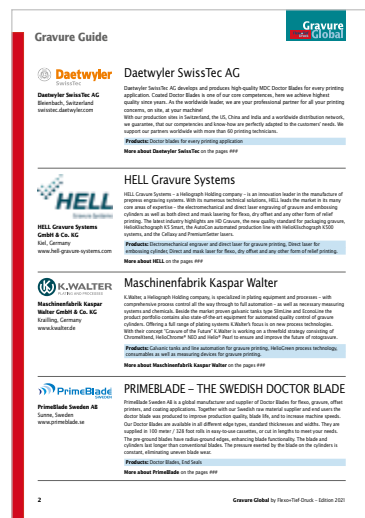 Gravure
Global
Gravure Guide
Daetwyler
SwissTec
Daetwyler SwissTec AG
Bleienbach, Switzerland
swisstec.daetwyler.com
Daetwyler SwissTec AG
Daetwyler SwissTec AG develops and produces high-quality MDC Doctor Blades for every printing
application. Coated Doctor Blades is one of our core competences, here we achieve highest
quality since years. As the worldwide leader, we are your professional partner for all your printing
concerns, on site, at your machine!
With our production sites in Switzerland, the US, China and India and a worldwide distribution network,
we guarantee, that our competencies and know-how are perfectly adapted to the customers' needs. We
support our partners worldwide with more than 60 printing technicians.
Products: Doctor blades for every printing application
More about Daetwyler SwissTec on the pages ###
HELL
Gravure Systems
HELL Gravure Systems
GmbH & Co. KG
Kiel, Germany
www.hell-gravure-systems.com
HELL Gravure Systems
HELL Gravure Systems – a Heliograph Holding company – is an innovation leader in the manufacture of
prepress engraving systems. With its numerous technical solutions, HELL leads the market in its many
core areas of expertise – the electromechanical and direct laser engraving of gravure and embossing
cylinders as well as both direct and mask lasering for flexo, dry offset and any other form of relief
printing. The latest industry highlights are HD Gravure, the new quality standard for packaging gravure,
HelioKlischograph K5 Smart, the AutoCon automated production line with HelioKlischograph K500
systems, and the Cellaxy and PremiumSetter lasers.
Products: Electromechanical engraver and direct laser for gravure printing, Direct laser for
embossing cylinder, Direct and mask laser for flexo, dry offset and any other form of relief printing.
More about HELL on the pages ###
K.WALTER
PLATING AND PROCESSES
Maschinenfabrik Kaspar
Walter GmbH & Co. KG
Krailling, Germany
www.kwalter.de
Maschinenfabrik Kaspar Walter
K.Walter, a Heliograph Holding company, is specialized in plating equipment and processes – with
comprehensive process control all the way through to full automation – as well as necessary measuring
systems and chemicals. Beside the market proven galvanic tanks type SlimLine and EconoLine the
product portfolio contains also state-of-the-art equipment for automated quality control of gravure
cylinders. Offering a full range of plating systems K.Walter's focus is on new process technologies.
With their concept "Gravure of the Future" K.Walter is working on a threefold strategy consisting of
ChromeXtend, HelioChrome® NEO and Helio® Pearl to ensure and improve the future of rotogravure.
Products: Galvanic tanks and line automation for gravure printing, HelioGreen process technology,
consumables as well as measuring devices for gravure printing.
More about Maschinenfabrik Kaspar Walter on the pages ###
PrimeBlade
SWEDEN
PrimeBlade Sweden AB
Sunne, Sweden
www.primeblade.se
PRIMEBLADE – THE SWEDISH DOCTOR BLADE
PrimeBlade Sweden AB is a global manufacturer and supplier of Doctor Blades for flexo, gravure, offset
printers, and coating applications. Together with our Swedish raw material supplier and end users the
doctor blade was produced to improve production quality, blade life, and to increase machine speeds.
Our Doctor Blades are available in all different edge types, standard thicknesses and widths. They are
supplied in 100 meter / 328 foot rolls in easy-to-use cassettes, or cut in lengths to meet your needs.
The pre-ground blades have radius-ground edges, enhancing blade functionality. The blade and
cylinders last longer than conventional blades. The pressure exerted by the blade on the cylinders is
constant, eliminating uneven blade wear.
Products: Doctor Blades, End Seals
More about PrimeBlade on the pages ###
2
Gravure Global by Flexo+Tief-Druck – Edition 2021